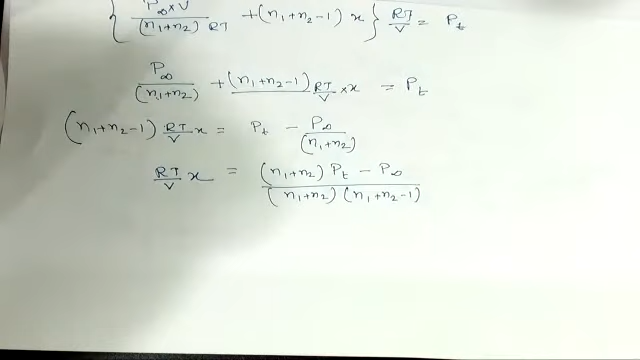 { P∞×V / (n₁+n₂) RT + (n₁+n₂-1) x } RT/V = Pt
P∞ / (n₁+n₂) + (n₁+n₂-1) RT/V × x = Pt
(n₁+n₂-1) RT/V x = Pt - P∞ / (n₁+n₂)
RT/V x = (n₁+n₂) Pt - P∞ / (n₁+n₂) (n₁+n₂-1)